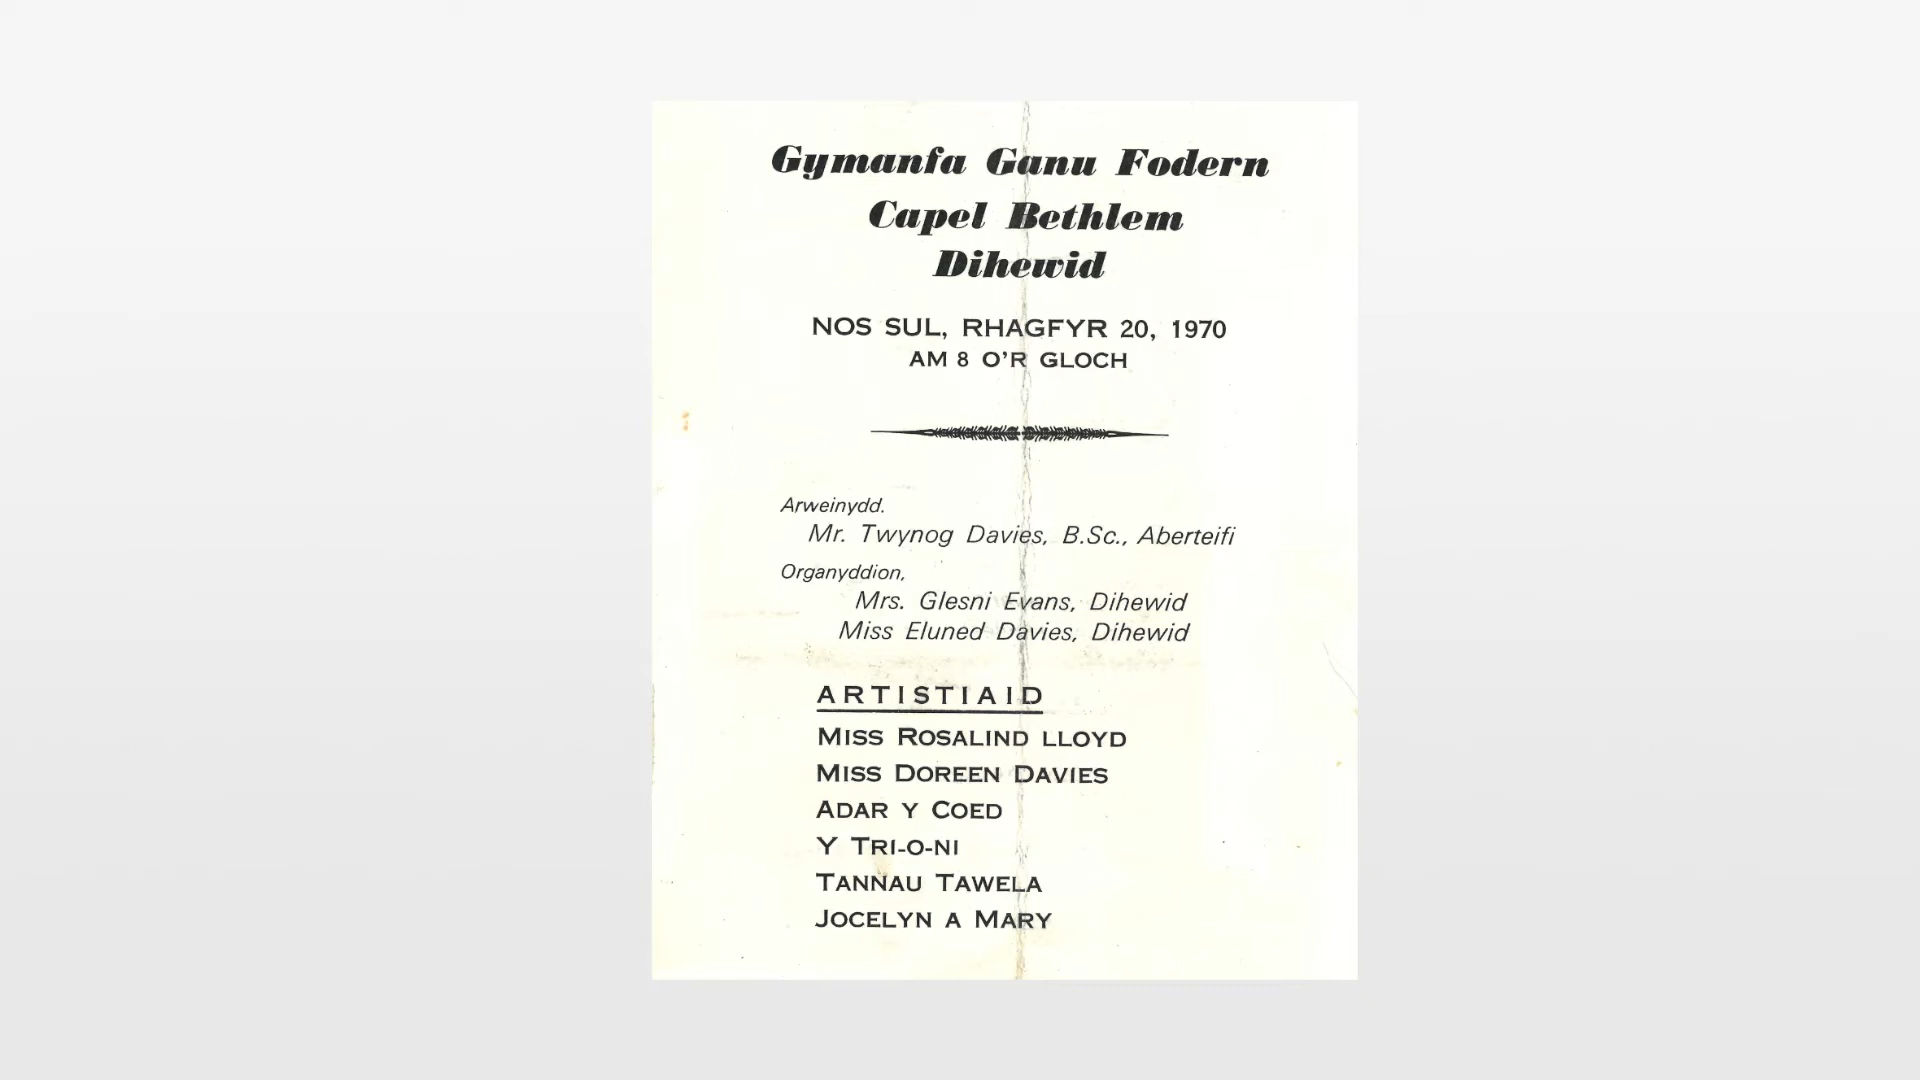 Gymanfa Ganu Fodern
Capel Bethlem
Dihewid
NOS SUL, RHAGFYR 20, 1970
AM 8 O'R GLOCH
Arweinydd.
Mr. Twynog Davies, B.Sc., Aberteifi
Organyddion,
Mrs. Glesni Evans, Dihewid
Miss Eluned Davies, Dihewid
ARTISTIAID
MISS ROSALIND LLOYD
MISS DOREEN DAVIES
ADAR Y COED
Y TRI-O-NI
TANNAU TAWELA
JOCELYN A MARY